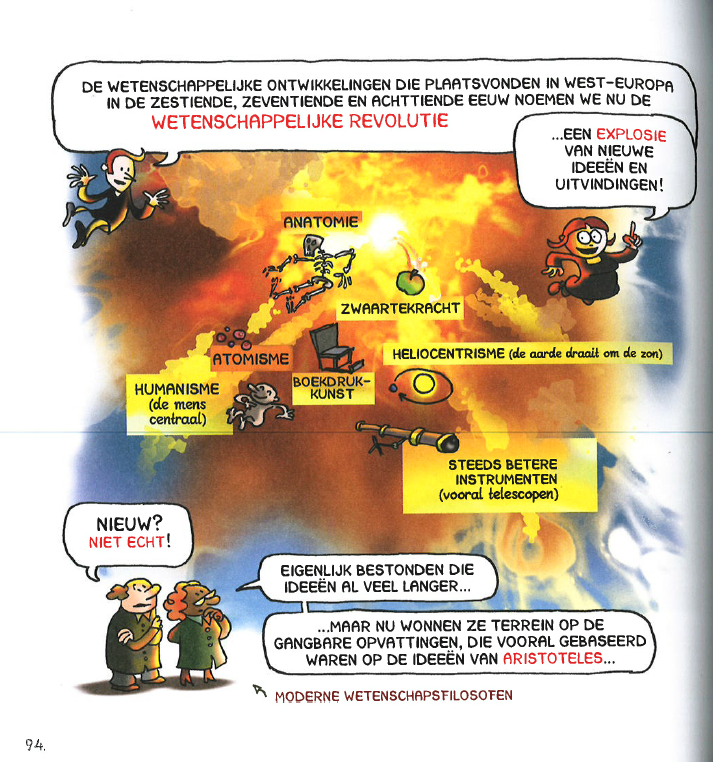 DE WETENSCHAPPELIJKE ONTWIKKELINGEN DIE PLAATSVONDEN IN WEST-EUROPA
IN DE ZESTIENDE, ZEVENTIENDE EN ACHTTIENDE EEUW NOEMEN WE NU DE
WETENSCHAPPELIJKE REVOLUTIE
...EEN EXPLOSIE
VAN NIEUWE
IDEEËN EN
UITVINDINGEN!
ANATOMIE
ZWAARTEKRACHT
ATOMISME
HELIOCENTRISME (de aarde draait om de zon)
BOEKDRUK-
KUNST
HUMANISME
(de mens
centraal)
STEEDS BETERE
INSTRUMENTEN
(vooral telescopen)
NIEUW?
NIET ECHT!
EIGENLIJK BESTONDEN DIE
IDEEËN AL VEEL LANGER...
...MAAR NU WONNEN ZE TERREIN OP DE
GANGBARE OPVATTINGEN, DIE VOORAL GEBASEERD
WAREN OP DE IDEEËN VAN ARISTOTELES...
MODERNE WETENSCHAPSFILOSOFEN
94.